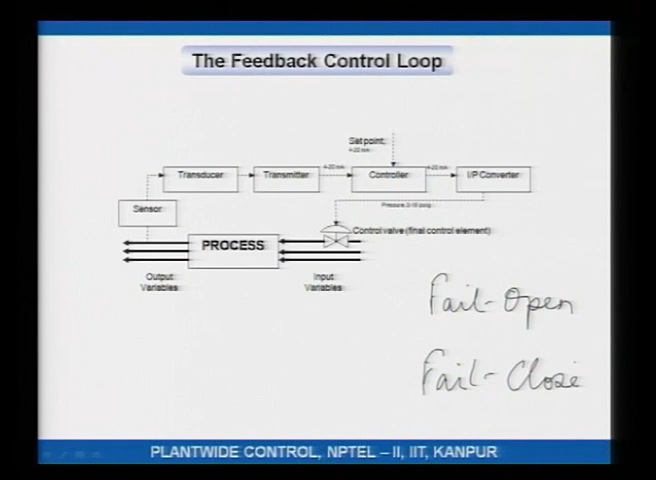 The Feedback Control Loop
Set point,
4-20 mA
Transducer
Transmitter
4-20 mA
Controller
4-20 mA
I/P Converter
Sensor
Pressure 3-15 psig
Control valve (final control element)
PROCESS
Output
Variables
Input
Variables
Fail-Open
Fail-Close
PLANTWIDE CONTROL, NPTEL – II, IIT, KANPUR